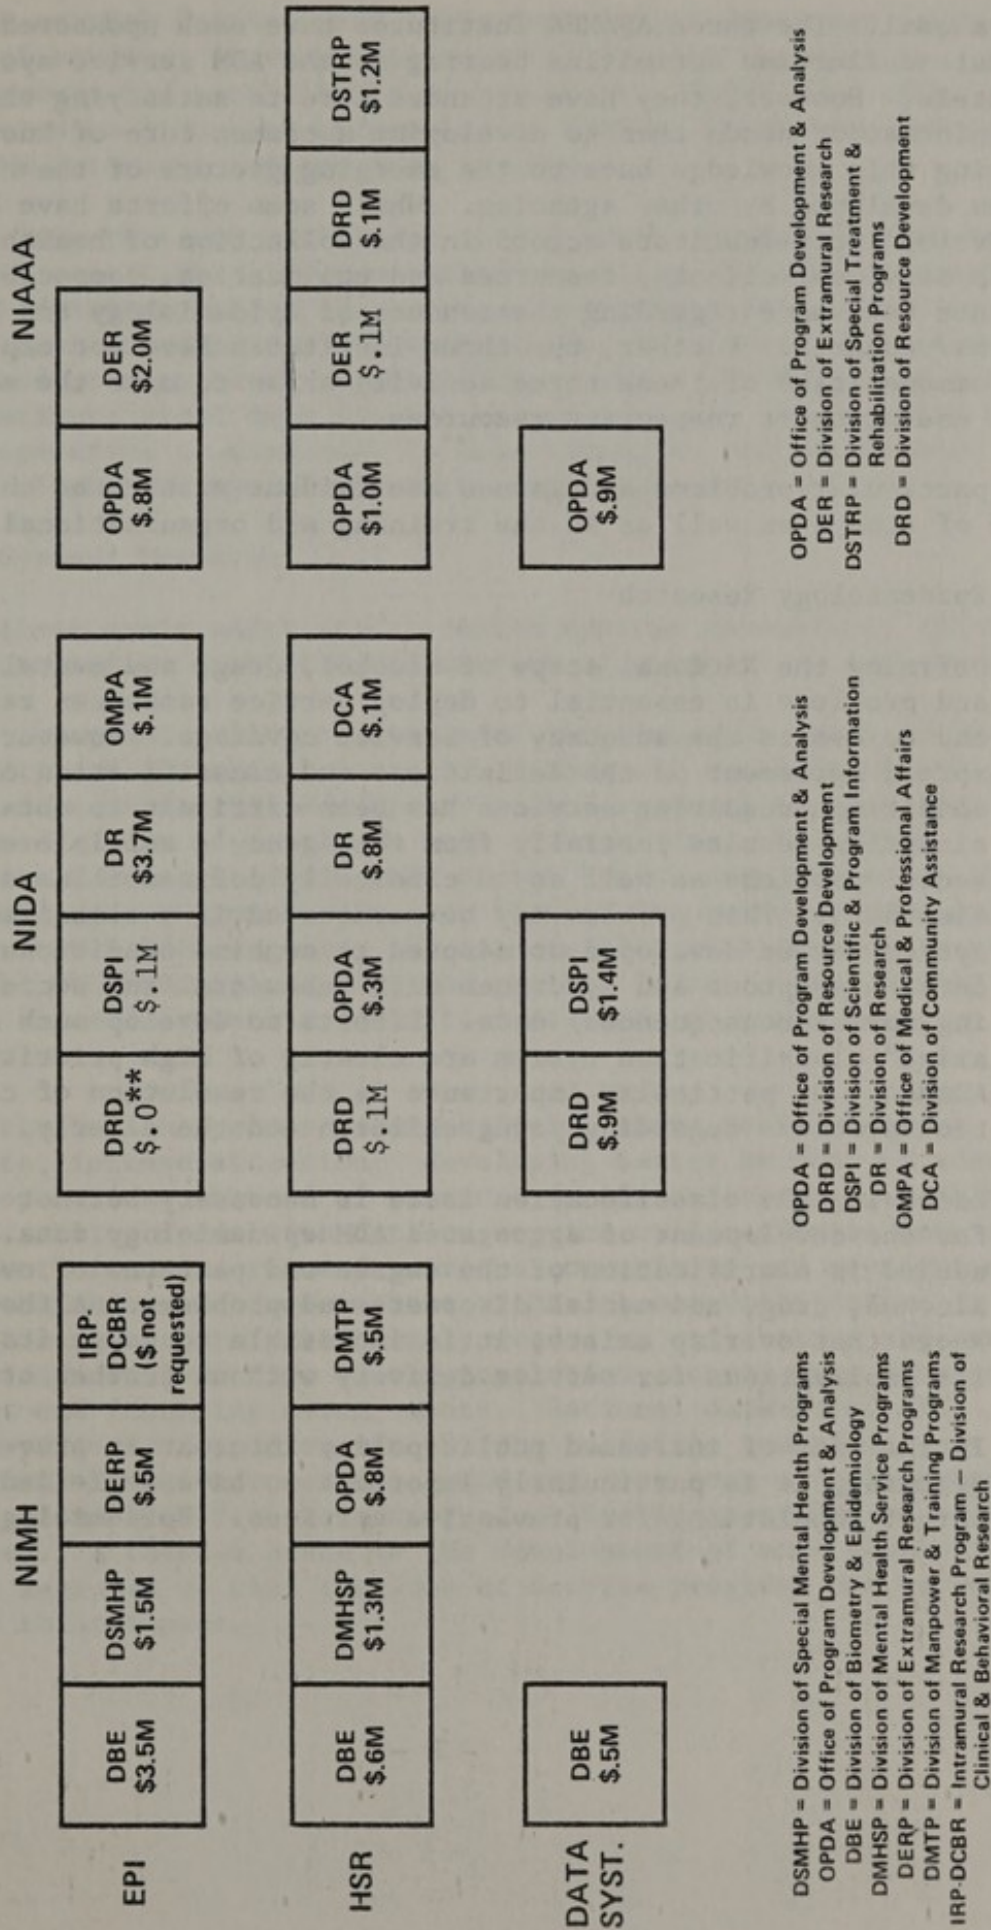 NIMH
NIDA
NIAAA
EPI
DBE
$3.5M
DSMHP
$1.5M
DERP
$.5M
IRP-
DCBR
($ not
requested)
DRD
$ 0**
DSPI
$ .1M
DR
$3.7M
OMPA
$.1M
OPDA
$.8M
DER
$2.0M
HSR
DBE
$.6M
DMHSP
$1.3M
OPDA
$.8M
DMTP
$.5M
DRD
$ .1M
OPDA
$.3M
DR
$.8M
DCA
$.1M
OPDA
$1.0M
DER
$.1M
DRD
$.1M
DSTRP
$1.2M
DATA
SYST.
DBE
$.5M
DRD
$.9M
DSPI
$1.4M
OPDA
$.9M
DSMHP = Division of Special Mental Health Programs
OPDA = Office of Program Development & Analysis
DBE = Division of Biometry & Epidemiology
DMHSP = Division of Mental Health Service Programs
DERP = Division of Extramural Research Programs
DMTP = Division of Manpower & Training Programs
IRP-DCBR = Intramural Research Program — Division of
Clinical & Behavioral Research
OPDA = Office of Program Development & Analysis
DRD = Division of Resource Development
DSPI = Division of Scientific & Program Information
DR = Division of Research
OMPA = Office of Medical & Professional Affairs
DCA = Division of Community Assistance
OPDA = Office of Program Development & Analysis
DER = Division of Extramural Research
DSTRP = Division of Special Treatment &
Rehabilitation Programs
DRD = Division of Resource Development